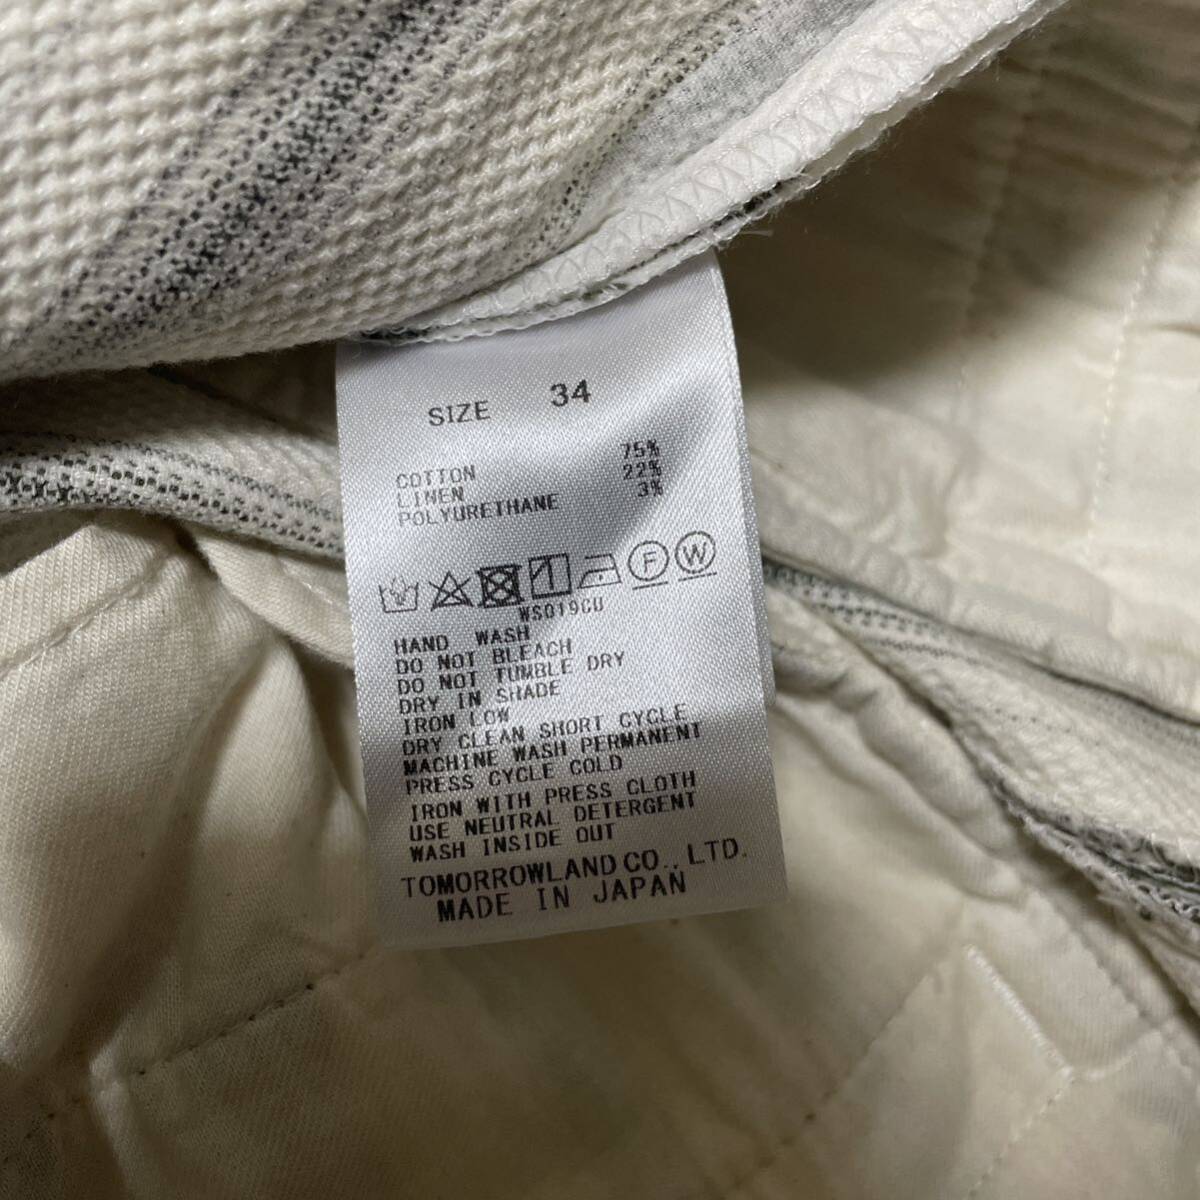 SIZE 34
COTTON 75%
LINEN 22%
POLYURETHANE 3%
F W
WS019CU
HAND WASH
DO NOT BLEACH
DO NOT TUMBLE DRY
DRY IN SHADE
IRON LOW
DRY CLEAN SHORT CYCLE
MACHINE WASH PERMANENT
PRESS CYCLE COLD
IRON WITH PRESS CLOTH
USE NEUTRAL DETERGENT
WASH INSIDE OUT
TOMORROWLAND CO., LTD.
MADE IN JAPAN